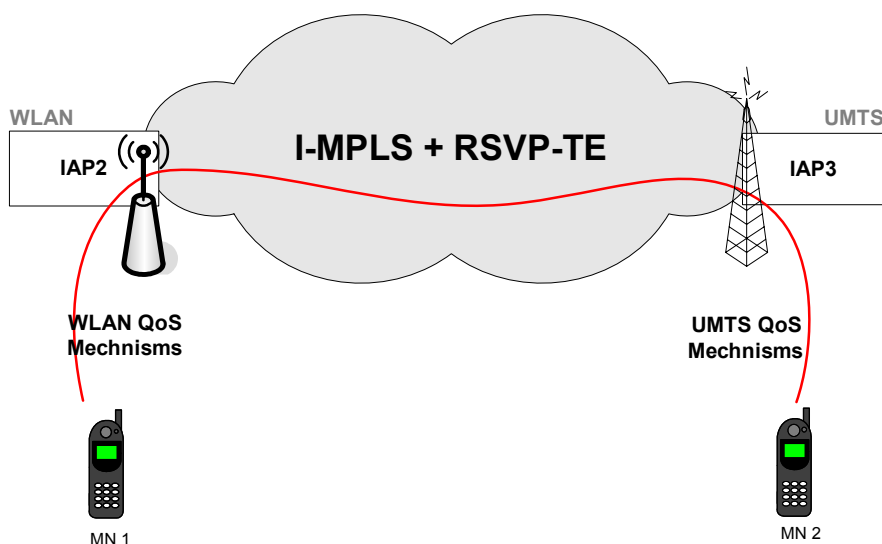 WLAN
UMTS
I-MPLS + RSVP-TE
IAP2
IAP3
WLAN QoS
Mechnisms
UMTS QoS
Mechnisms
MN 1
MN 2